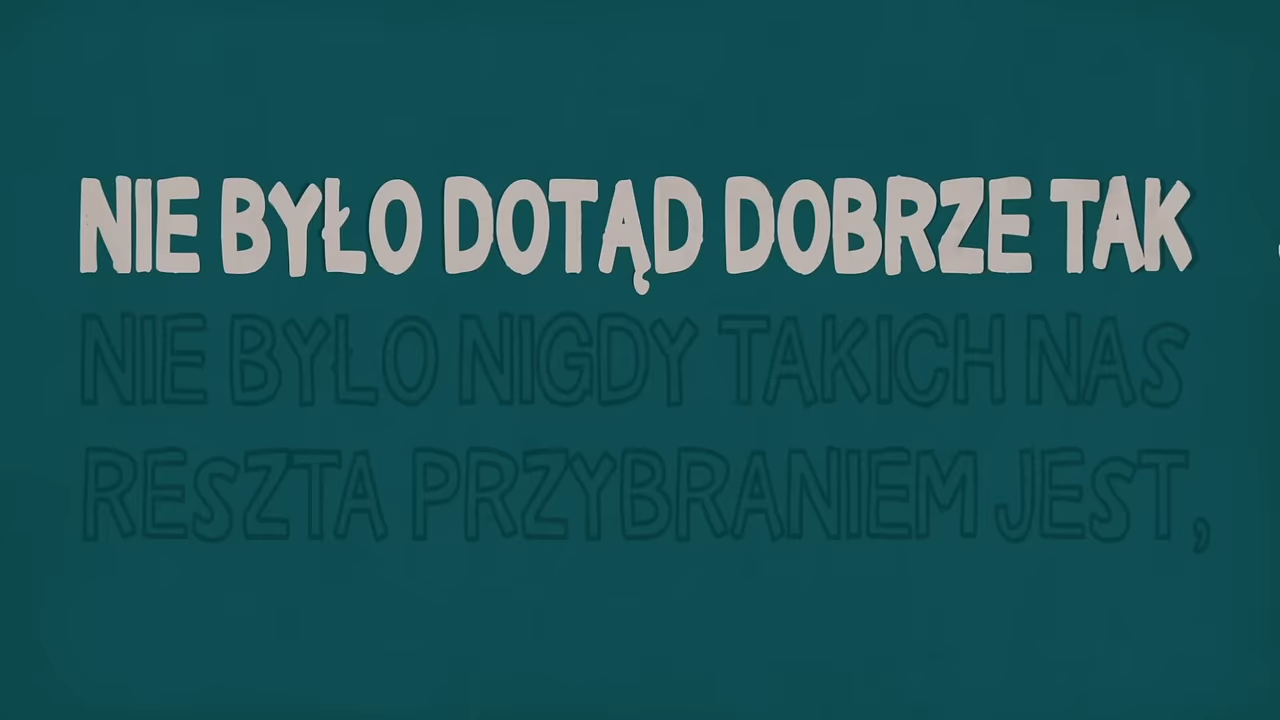 NIE BYŁO DOTĄD DOBRZE TAK
NIE BYŁO NIGDY TAKICH NAS
RESZTA PRZYBRANIEM JEST,